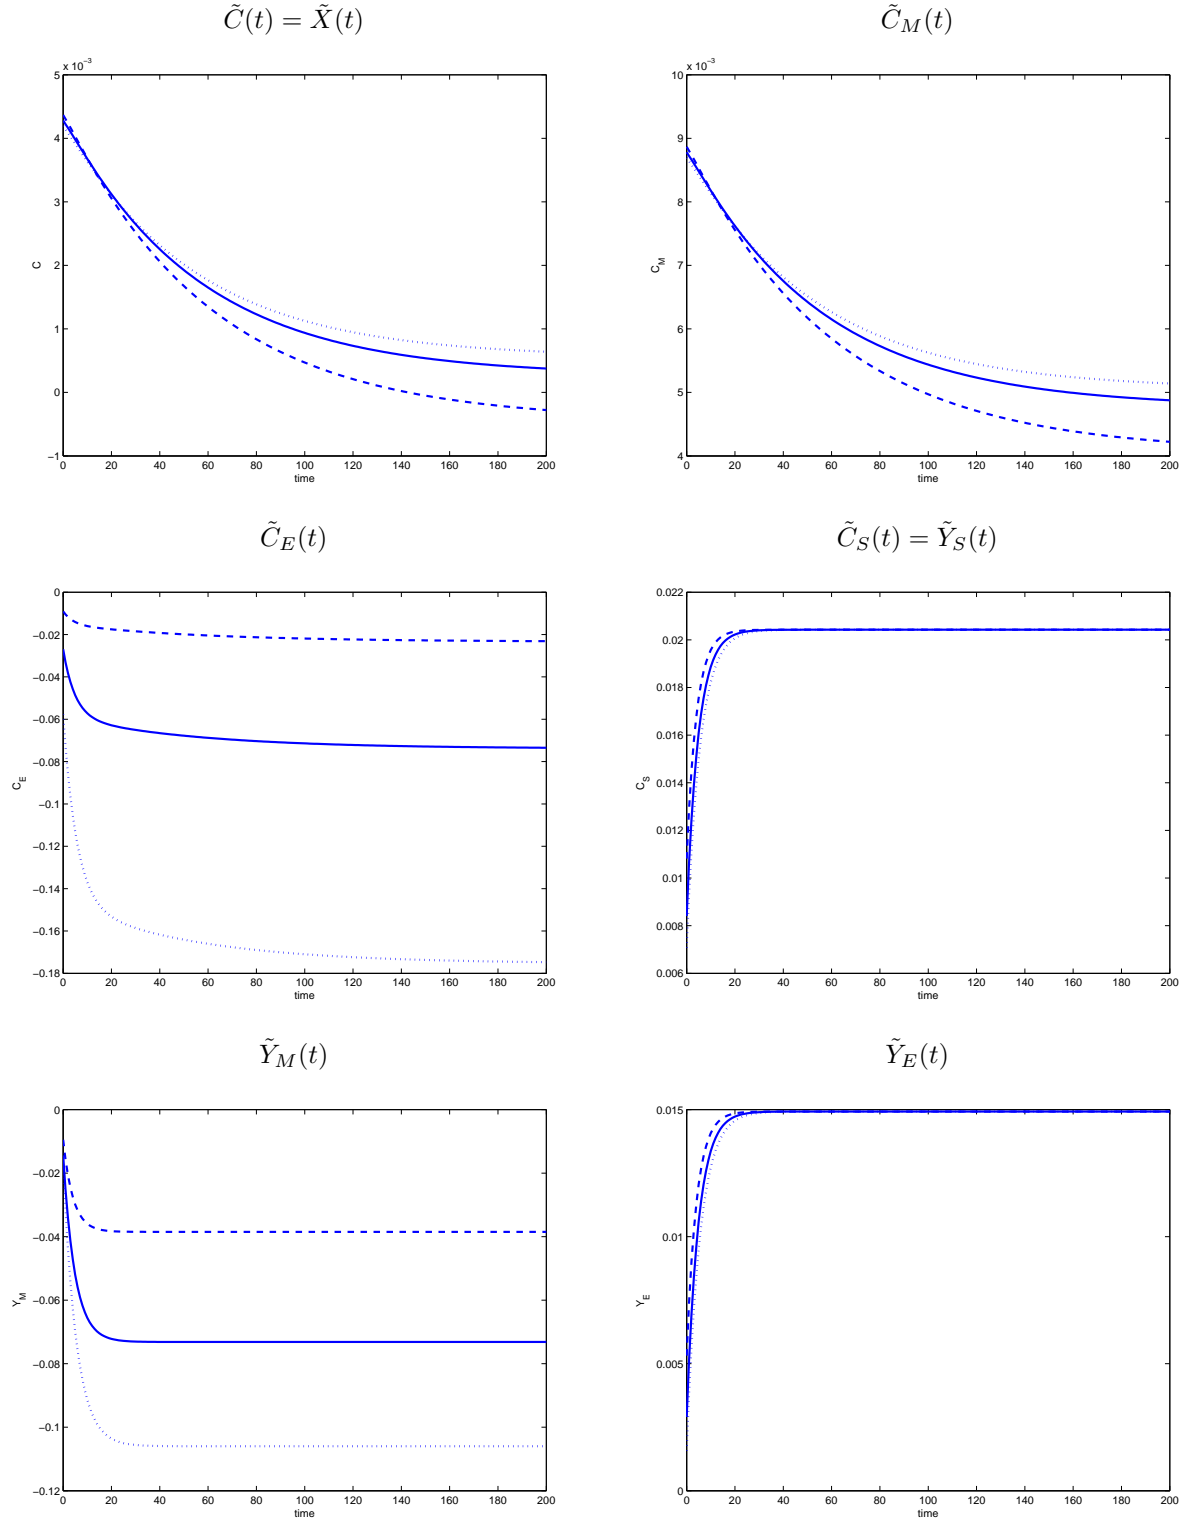 C̃(t) = X̃(t)
x 10⁻³
5
4
3
2
1
0
−1
0 20 40 60 80 100 120 140 160 180 200
time
C
C̃_M(t)
x 10⁻³
10
9
8
7
6
5
4
0 20 40 60 80 100 120 140 160 180 200
time
C_M
C̃_E(t)
0
−0.02
−0.04
−0.06
−0.08
−0.1
−0.12
−0.14
−0.16
−0.18
0 20 40 60 80 100 120 140 160 180 200
time
C_E
C̃_S(t) = Ỹ_S(t)
0.022
0.02
0.018
0.016
0.014
0.012
0.01
0.008
0.006
0 20 40 60 80 100 120 140 160 180 200
time
C_S
Ỹ_M(t)
0
−0.02
−0.04
−0.06
−0.08
−0.1
−0.12
0 20 40 60 80 100 120 140 160 180 200
time
Y_M
Ỹ_E(t)
0.015
0.01
0.005
0
0 20 40 60 80 100 120 140 160 180 200
time
Y_E